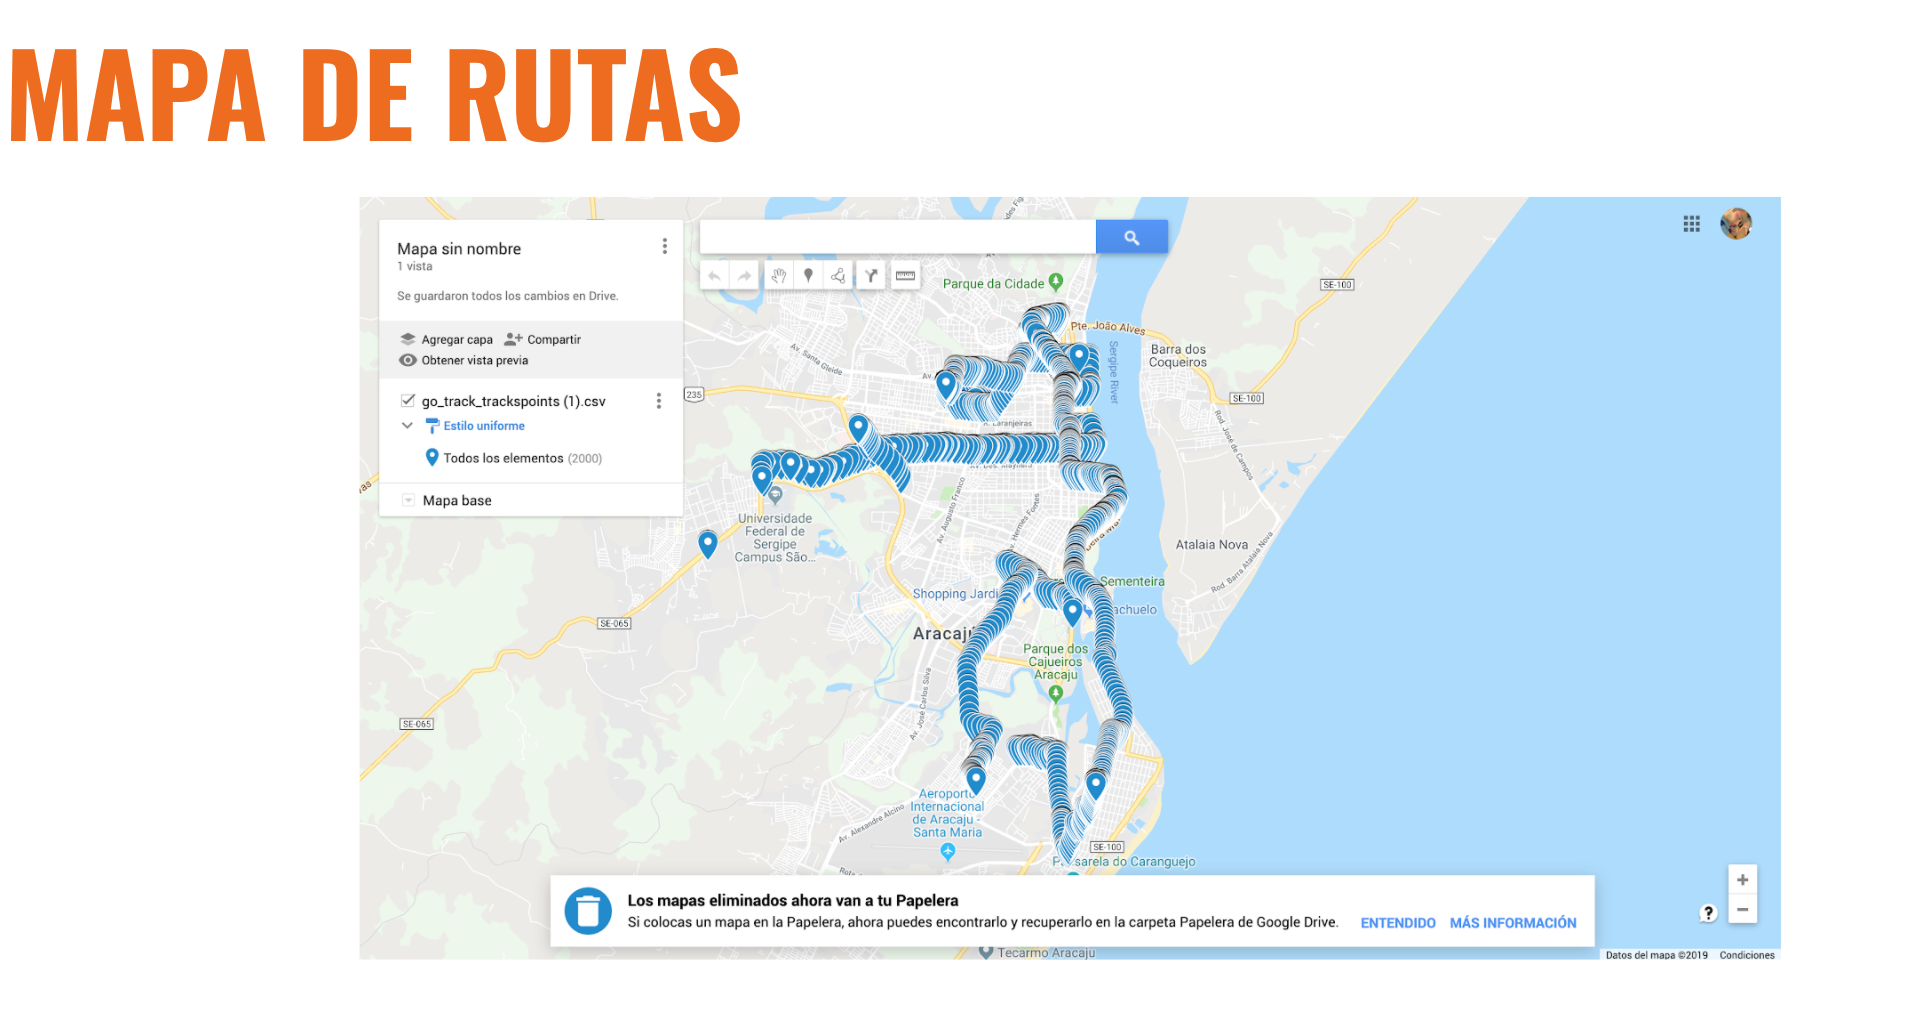 MAPA DE RUTAS
Mapa sin nombre
1 vista
Se guardaron todos los cambios en Drive.
Agregar capa
Compartir
Obtener vista previa
go_track_trackspoints (1).csv
Estilo uniforme
Todos los elementos (2000)
Mapa base
Parque da Cidade
Pte. João Alves
SE-100
Barra dos
Coqueiros
Sergipe River
SE-100
Av. Santa Gleide
235
Rod. José de Campos
Universidade
Federal de
Sergipe
Campus São...
Av. Augusto Franco
Av. Hermes Fontes
Atalaia Nova
Rod. Barra Atalaia Nova
Sementeira
Shopping Jardi
achuelo
SE-065
Aracaj
Parque dos
Cajueiros
Aracaju
Av. José Carlos Silva
SE-065
Aeroporto
Internacional
de Aracaju -
Santa Maria
Av. Alexandre Alcino
SE-100
sarela do Caranguejo
Los mapas eliminados ahora van a tu Papelera
Si colocas un mapa en la Papelera, ahora puedes encontrarlo y recuperarlo en la carpeta Papelera de Google Drive.
ENTENDIDO
MÁS INFORMACIÓN
Tecarmo Aracaju
Datos del mapa ©2019
Condiciones